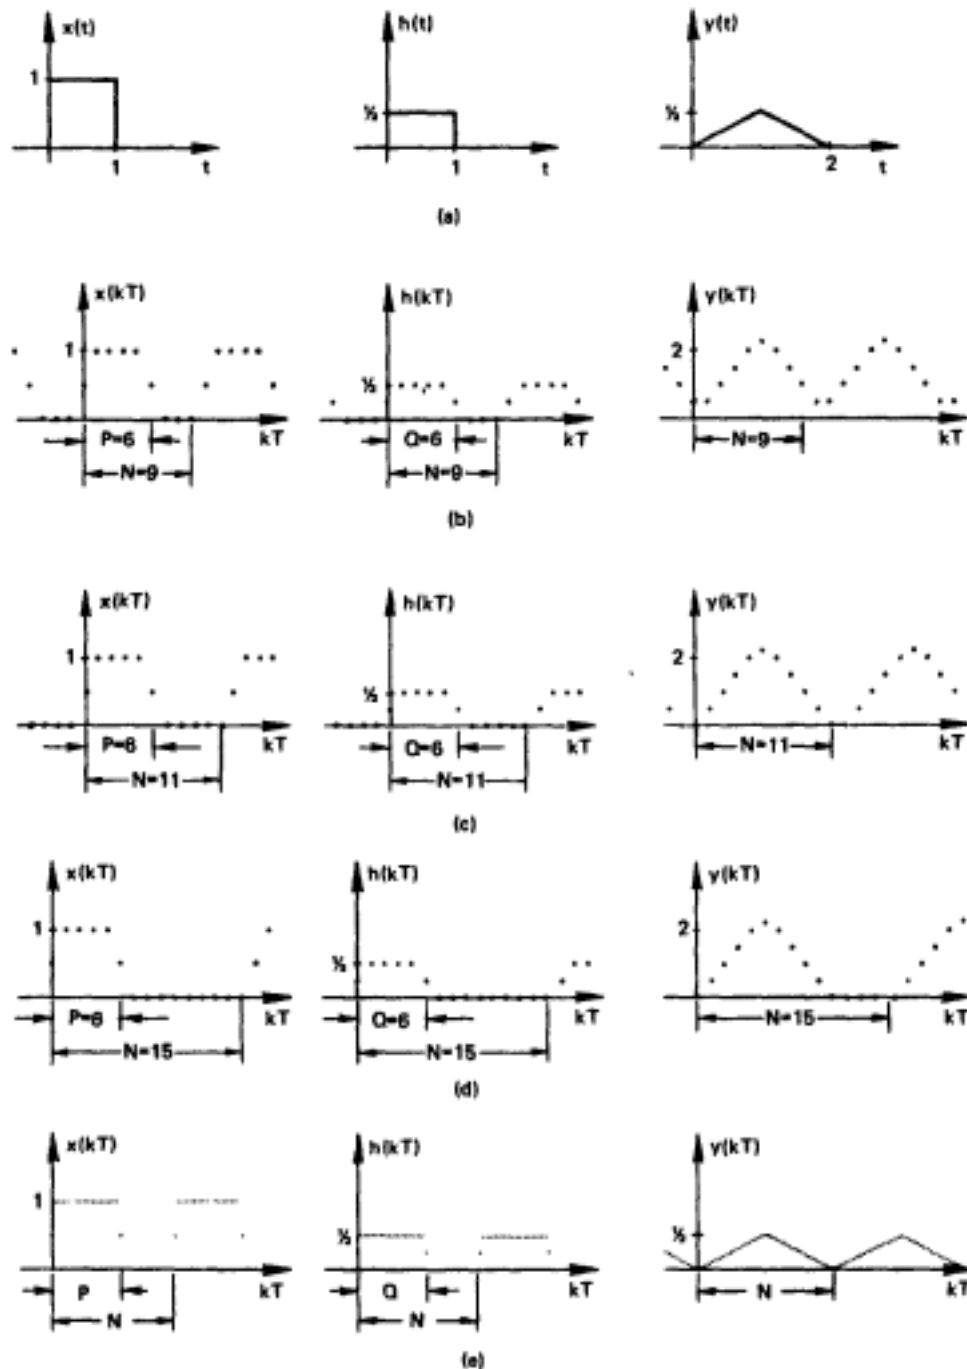 x(t) h(t) y(t)
1 ½ ½
1 t 1 t 2 t
(a)
x(kT) h(kT) y(kT)
1 ½ 2
P=6 kT Q=6 kT N=9 kT
N=9 N=9
(b)
x(kT) h(kT) y(kT)
1 ½ 2
P=6 kT Q=6 kT N=11 kT
N=11 N=11
(c)
x(kT) h(kT) y(kT)
1 ½ 2
P=6 kT Q=6 kT N=15 kT
N=15 N=15
(d)
x(kT) h(kT) y(kT)
1 ½ ½
P kT Q kT N kT
N N
(e)